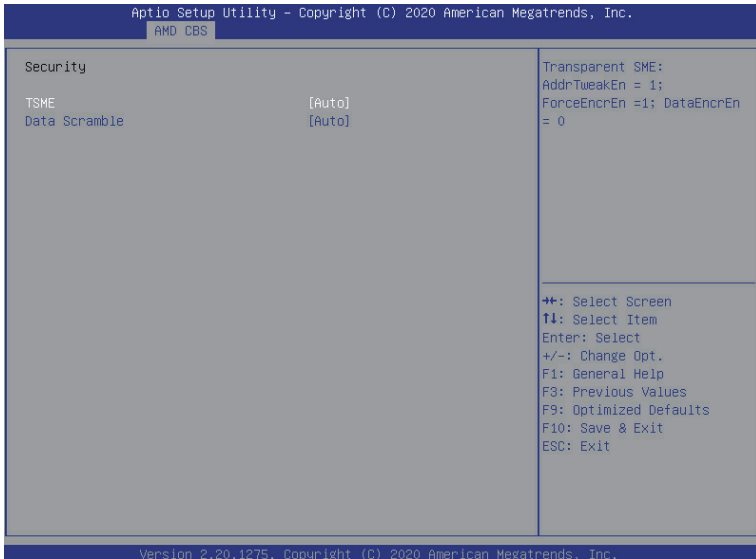 Aptio Setup Utility – Copyright (C) 2020 American Megatrends, Inc.
AMD CBS
Security
TSME [Auto]
Data Scramble [Auto]
Transparent SME:
AddrTweakEn = 1;
ForceEncrEn =1; DataEncrEn
= 0
→←: Select Screen
↑↓: Select Item
Enter: Select
+/-: Change Opt.
F1: General Help
F3: Previous Values
F9: Optimized Defaults
F10: Save & Exit
ESC: Exit
Version 2.20.1275. Copyright (C) 2020 American Megatrends, Inc.